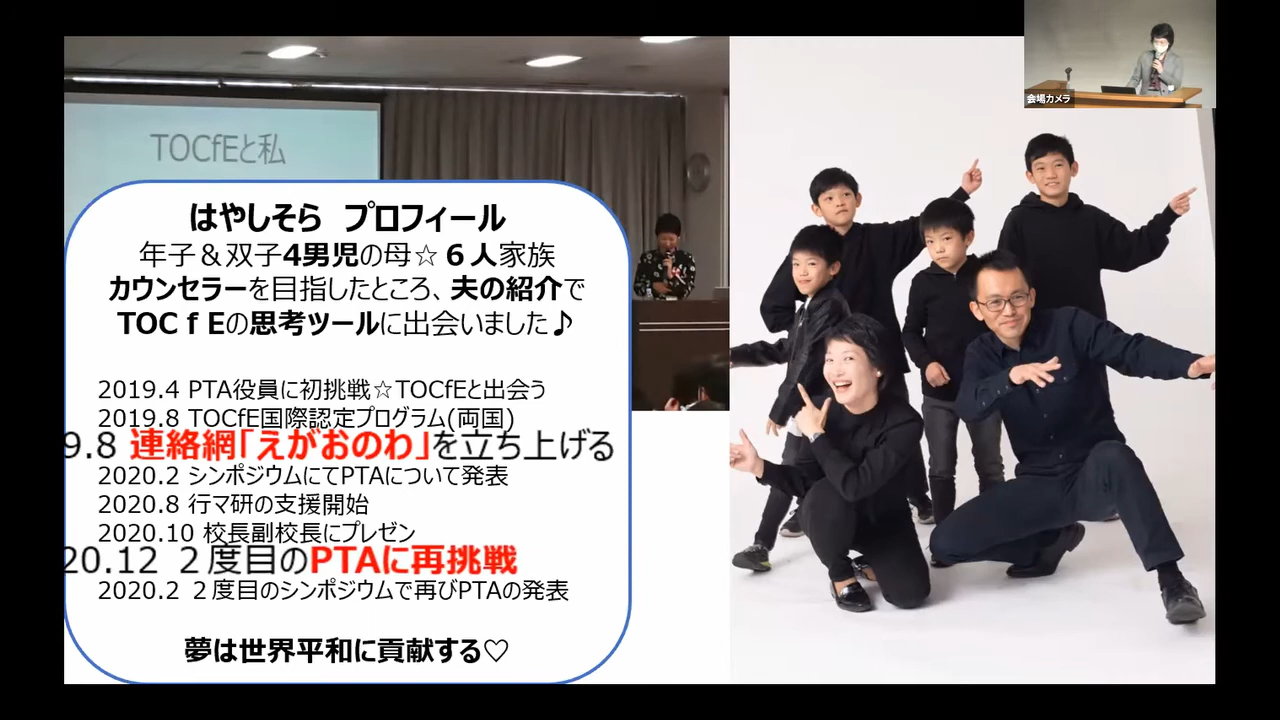 会場カメラ
TOCfEと私
はやしそら　プロフィール
年子＆双子4男児の母☆６人家族
カウンセラーを目指したところ、夫の紹介で
TOCｆEの思考ツールに出会いました♪
2019.4 PTA役員に初挑戦☆TOCfEと出会う
2019.8 TOCfE国際認定プログラム(両国)
9.8 連絡網「えがおのわ」を立ち上げる
2020.2 シンポジウムにてPTAについて発表
2020.8 行マ研の支援開始
2020.10 校長副校長にプレゼン
20.12 ２度目のPTAに再挑戦
2020.2 ２度目のシンポジウムで再びPTAの発表
夢は世界平和に貢献する♡